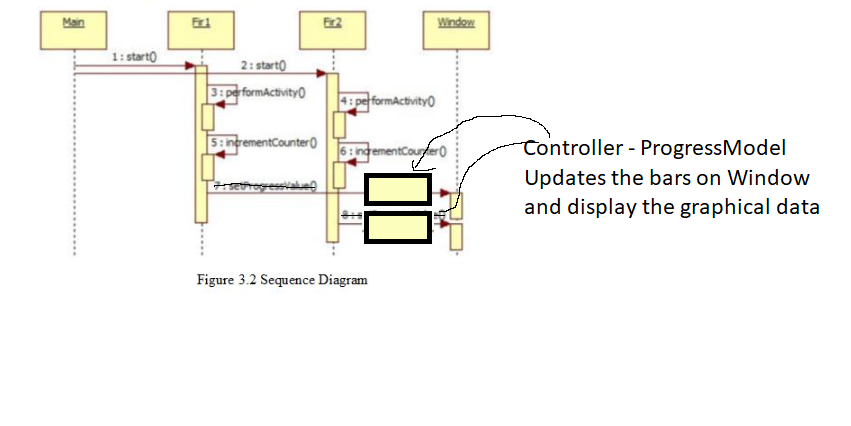 Main Fir1 Fir2 Window
1 : start()
2 : start()
3 : performActivity()
4 : performActivity()
5 : incrementCounter()
6 : incrementCounter()
7 : setProgressValue()
8 : s
Controller - ProgressModel
Updates the bars on Window
and display the graphical data
Figure 3.2 Sequence Diagram